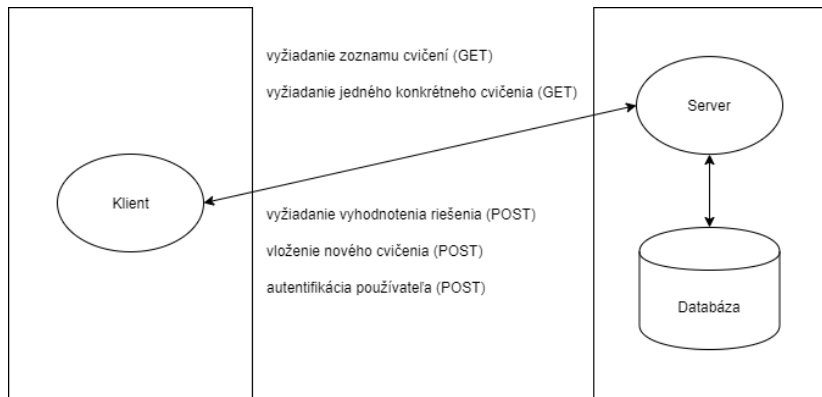 vyžiadanie zoznamu cvičení (GET)
vyžiadanie jedného konkrétneho cvičenia (GET)
Server
Klient
vyžiadanie vyhodnotenia riešenia (POST)
vloženie nového cvičenia (POST)
autentifikácia používateľa (POST)
Databáza